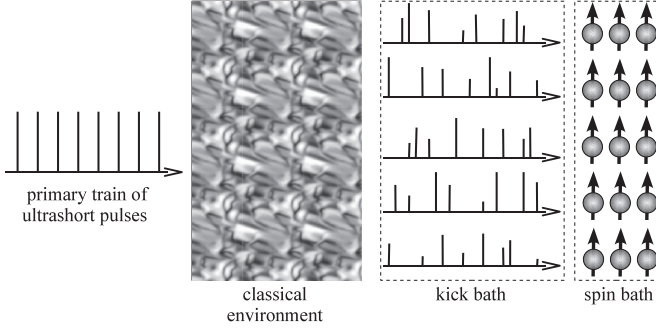 primary train of
ultrashort pulses
classical
environment
kick bath
spin bath